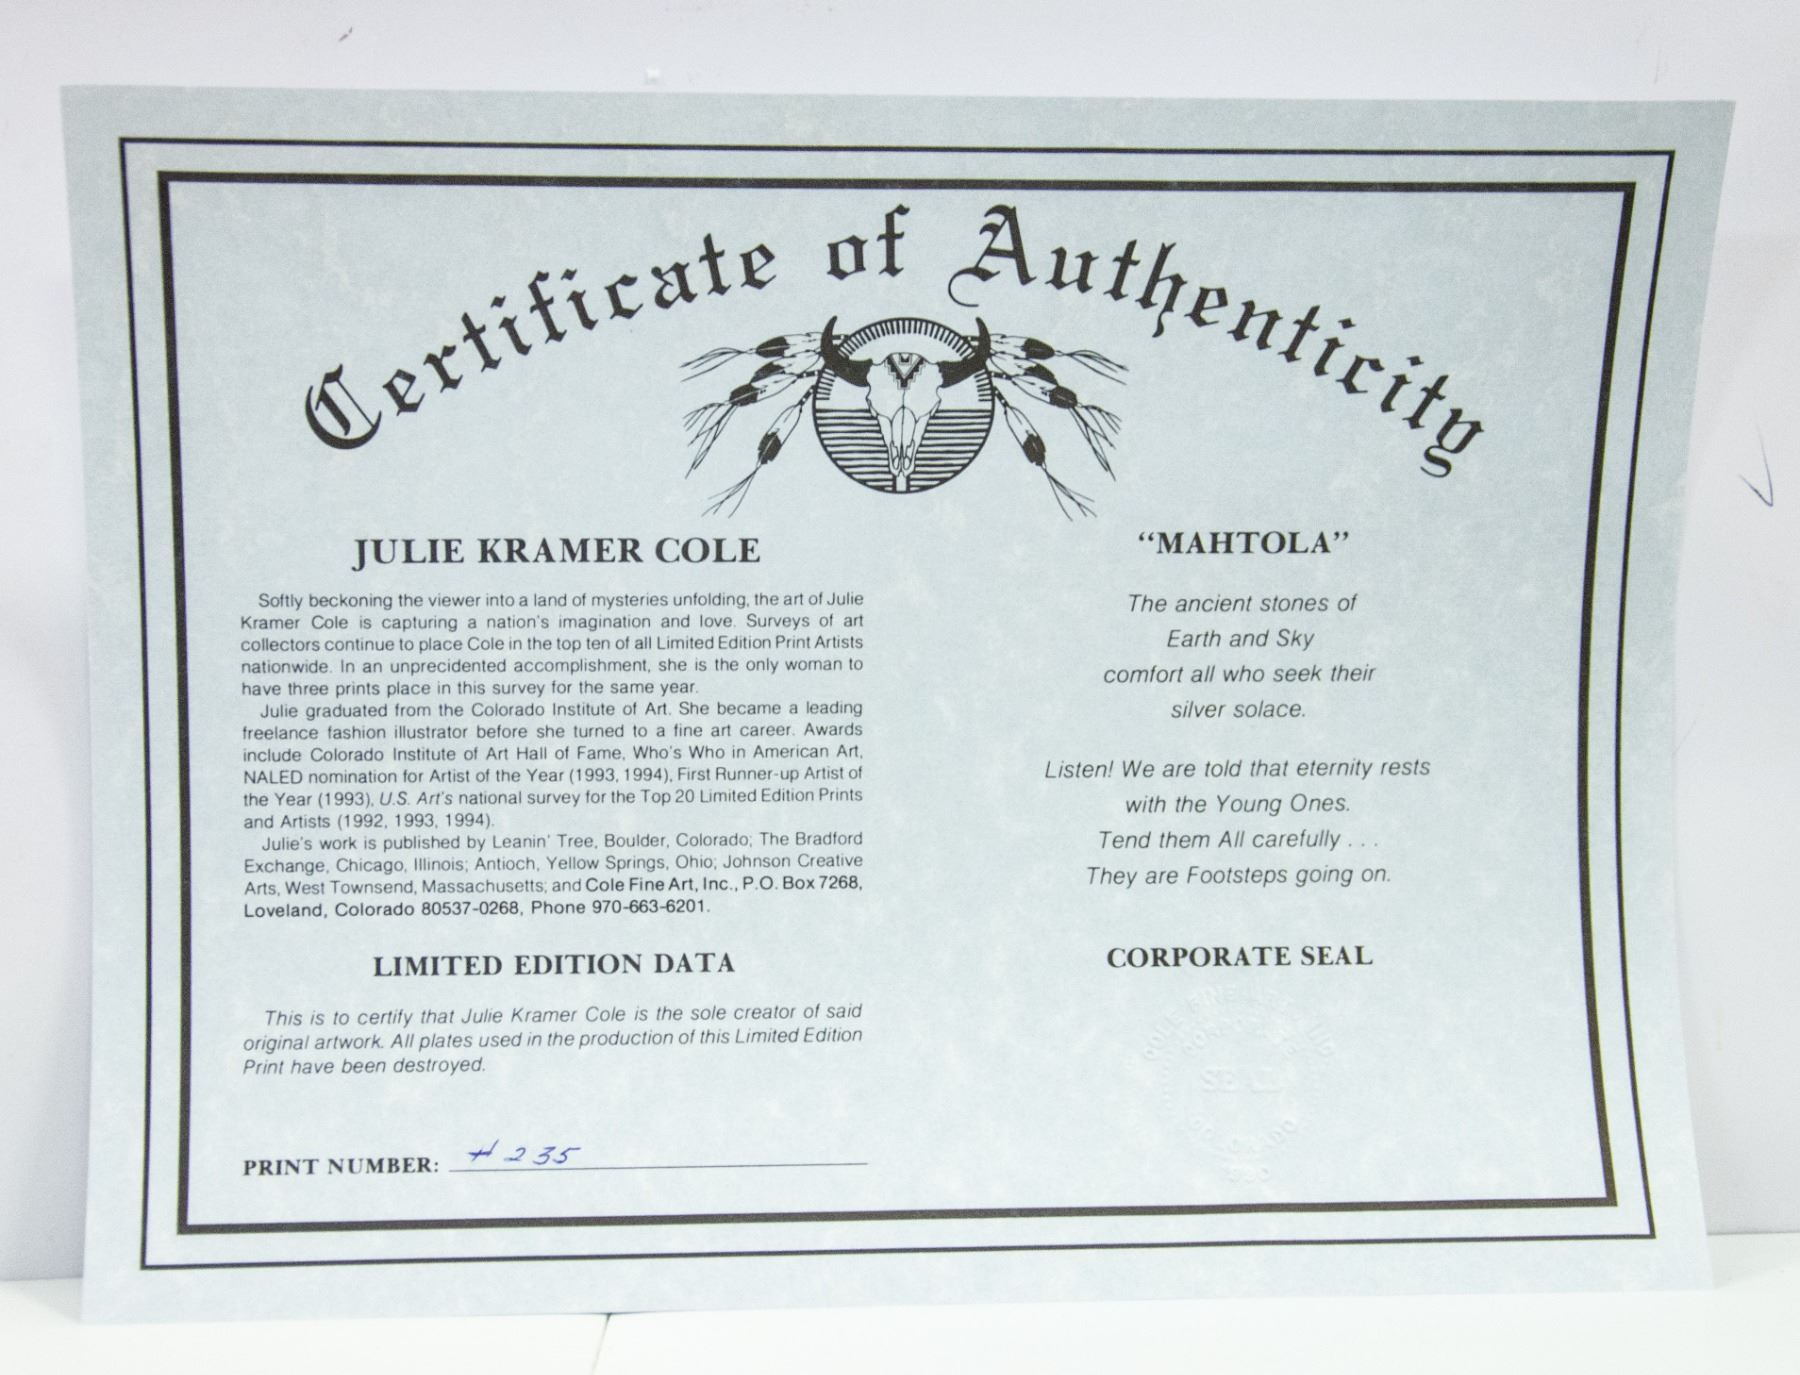 Certificate of Authenticity
JULIE KRAMER COLE
Softly beckoning the viewer into a land of mysteries unfolding, the art of Julie
Kramer Cole is capturing a nation's imagination and love. Surveys of art
collectors continue to place Cole in the top ten of all Limited Edition Print Artists
nationwide. In an unprecidented accomplishment, she is the only woman to
have three prints place in this survey for the same year.
Julie graduated from the Colorado Institute of Art. She became a leading
freelance fashion illustrator before she turned to a fine art career. Awards
include Colorado Institute of Art Hall of Fame, Who's Who in American Art,
NALED nomination for Artist of the Year (1993, 1994), First Runner-up Artist of
the Year (1993), U.S. Art's national survey for the Top 20 Limited Edition Prints
and Artists (1992, 1993, 1994).
Julie's work is published by Leanin' Tree, Boulder, Colorado; The Bradford
Exchange, Chicago, Illinois; Antioch, Yellow Springs, Ohio; Johnson Creative
Arts, West Townsend, Massachusetts; and Cole Fine Art, Inc., P.O. Box 7268,
Loveland, Colorado 80537-0268, Phone 970-663-6201.
LIMITED EDITION DATA
This is to certify that Julie Kramer Cole is the sole creator of said
original artwork. All plates used in the production of this Limited Edition
Print have been destroyed.
PRINT NUMBER: #235
"MAHTOLA"
The ancient stones of
Earth and Sky
comfort all who seek their
silver solace.
Listen! We are told that eternity rests
with the Young Ones.
Tend them All carefully . . .
They are Footsteps going on.
CORPORATE SEAL
COLE FINE
SEAL